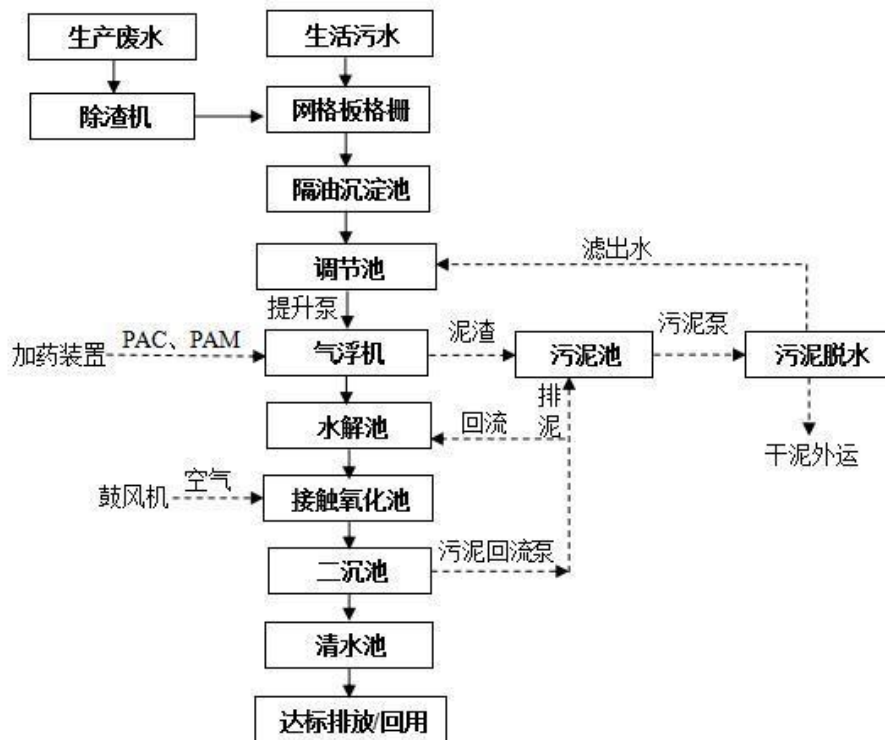 生产废水
生活污水
除渣机
网格板格栅
隔油沉淀池
滤出水
调节池
提升泵
加药装置
PAC、PAM
气浮机
泥渣
污泥池
污泥泵
污泥脱水
排泥
回流
水解池
干泥外运
鼓风机
空气
接触氧化池
二沉池
污泥回流泵
清水池
达标排放/回用